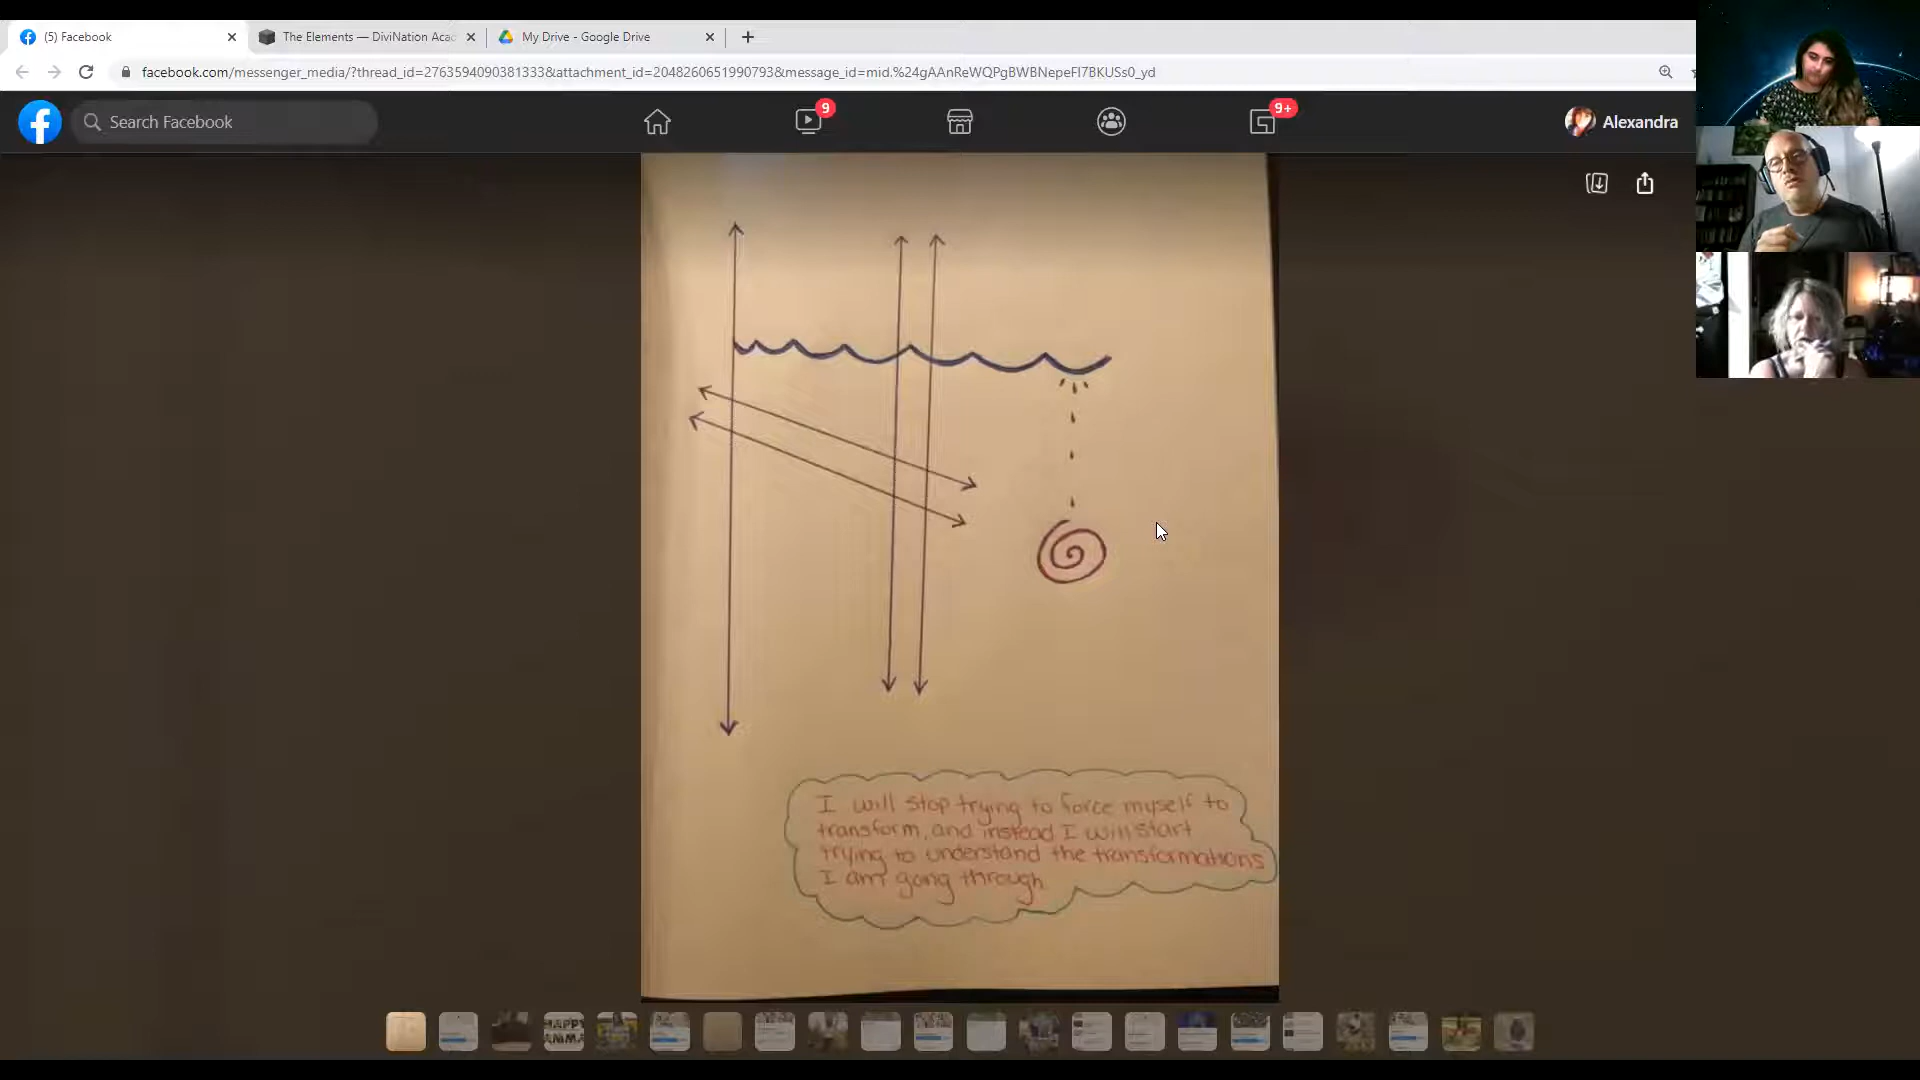 (5) Facebook
The Elements — DiviNation Aca
My Drive - Google Drive
facebook.com/messenger_media/?thread_id=2763594090381333&attachment_id=2048260651990793&message_id=mid.%24gAAnReWQPgBWBNepeFI7BKUSs0_yd
Search Facebook
9
9+
Alexandra
I will stop trying to force myself to
transform, and instead I will start
trying to understand the transformations
I am going through
HAPPY